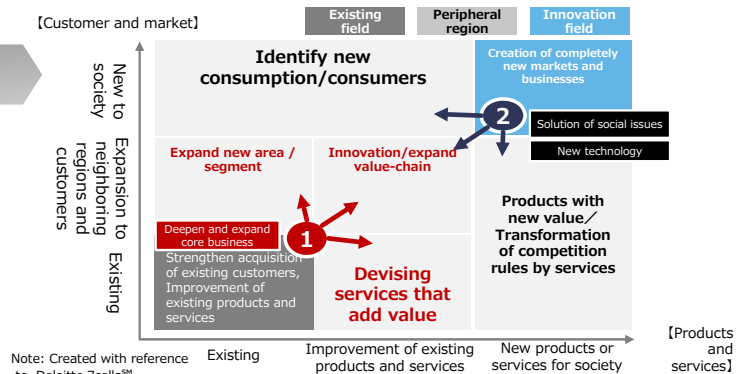 【Customer and market】
Existing
field
Peripheral
region
Innovation
field
New to
society
Expansion to
neighboring
regions and
customers
Existing
Identify new
consumption/consumers
Creation of completely
new markets and
businesses
2
Solution of social issues
New technology
Expand new area /
segment
Innovation/expand
value-chain
Products with
new value／
Transformation
of competition
rules by services
Deepen and expand
core business
1
Strengthen acquisition
of existing customers,
Improvement of
existing products and
services
Devising
services that
add value
Existing
Improvement of existing
products and services
New products or
services for society
【Products
and
services】
Note: Created with reference
to Deloitte 7cells℠